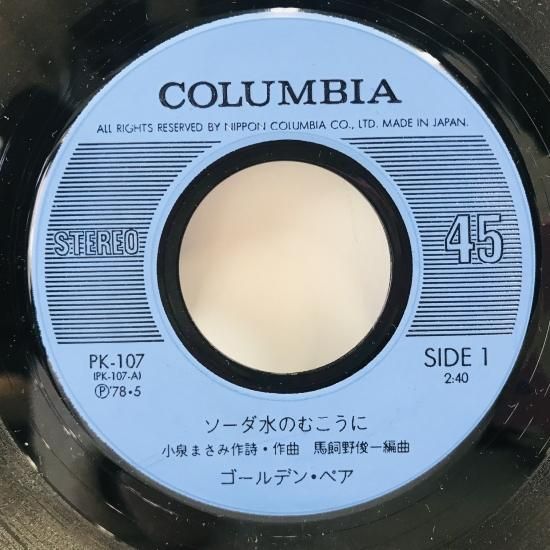 COLUMBIA
ALL RIGHTS RESERVED BY NIPPON COLUMBIA CO., LTD. MADE IN JAPAN.
STEREO
45
PK-107
(PK-107-A)
Ⓟ'78・5
SIDE 1
2:40
ソーダ水のむこうに
小泉まさみ作詩・作曲 馬飼野俊一編曲
ゴールデン・ペア